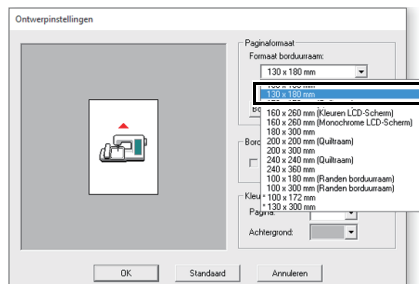 Ontwerpinstellingen
Paginaformaat
Formaat borduurraam:
130 x 180 mm
130 x 180 mm
160 x 260 mm (Kleuren LCD-Scherm)
160 x 260 mm (Monochrome LCD-Scherm)
180 x 300 mm
200 x 200 mm (Quiltraam)
200 x 300 mm
240 x 240 mm (Quiltraam)
240 x 360 mm
100 x 180 mm (Randen borduurraam)
100 x 300 mm (Randen borduurraam)
* 100 x 172 mm
* 130 x 300 mm
Pagina:
Achtergrond:
OK
Standaard
Annuleren